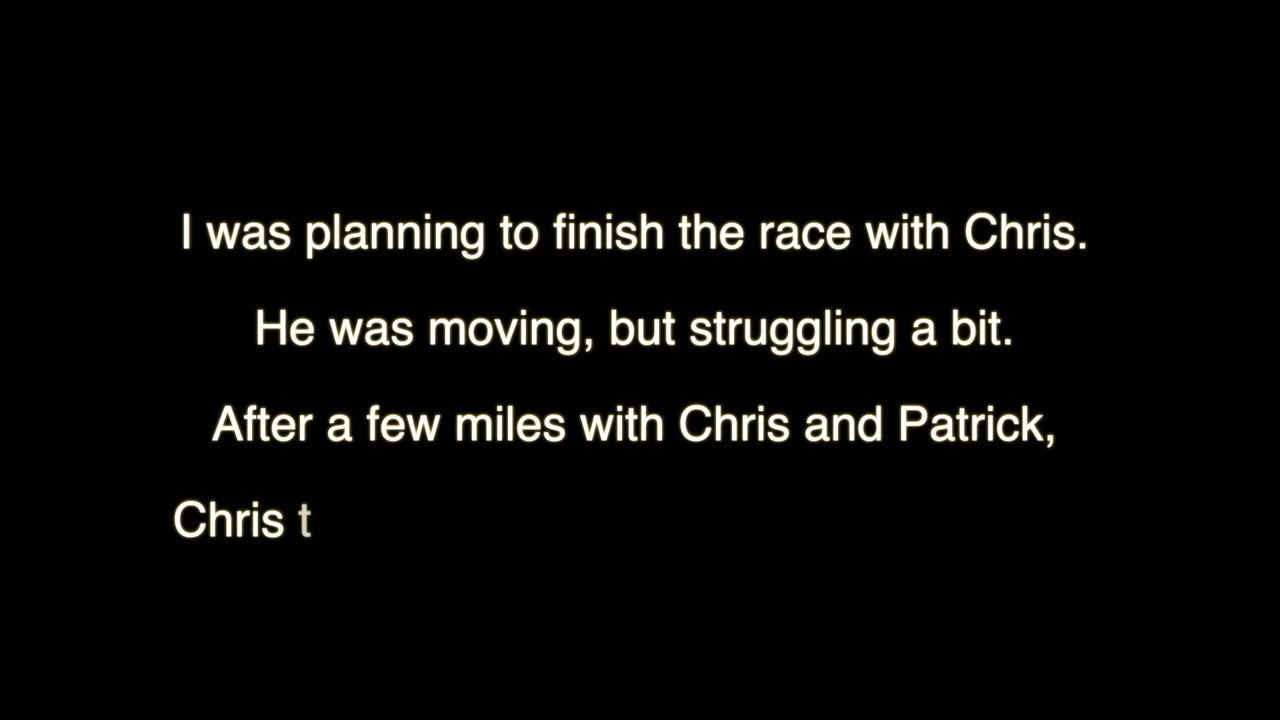 I was planning to finish the race with Chris.
He was moving, but struggling a bit.
After a few miles with Chris and Patrick,
Chris t